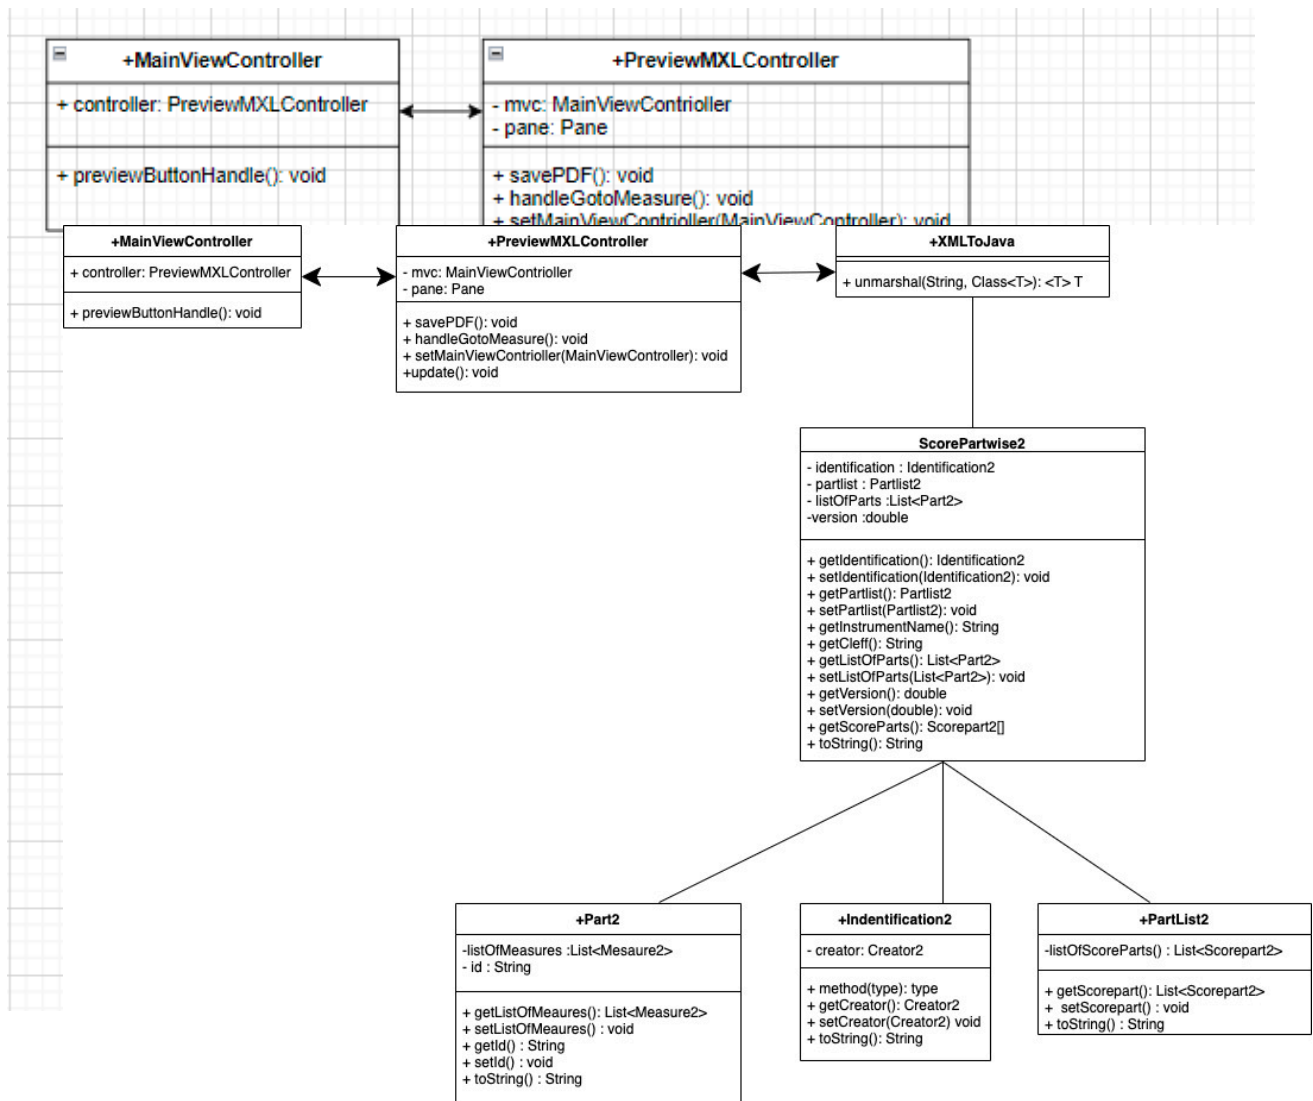 +MainViewController
+ controller: PreviewMXLController
+ previewButtonHandle(): void
+PreviewMXLController
- mvc: MainViewContrioller
- pane: Pane
+ savePDF(): void
+ handleGotoMeasure(): void
+ setMainViewContrioller(MainViewController): void
+MainViewController
+ controller: PreviewMXLController
+ previewButtonHandle(): void
+PreviewMXLController
- mvc: MainViewContrioller
- pane: Pane
+ savePDF(): void
+ handleGotoMeasure(): void
+ setMainViewContrioller(MainViewController): void
+update(): void
+XMLToJava
+ unmarshal(String, Class<T>): <T> T
ScorePartwise2
- identification : Identification2
- partlist : Partlist2
- listOfParts :List<Part2>
-version :double
+ getIdentification(): Identification2
+ setIdentification(Identification2): void
+ getPartlist(): Partlist2
+ setPartlist(Partlist2): void
+ getInstrumentName(): String
+ getCleff(): String
+ getListOfParts(): List<Part2>
+ setListOfParts(List<Part2>): void
+ getVersion(): double
+ setVersion(double): void
+ getScoreParts(): Scorepart2[]
+ toString(): String
+Part2
-listOfMeasures :List<Mesaure2>
- id : String
+ getListOfMeaures(): List<Measure2>
+ setListOfMeaures() : void
+ getId() : String
+ setId() : void
+ toString() : String
+Indentification2
- creator: Creator2
+ method(type): type
+ getCreator(): Creator2
+ setCreator(Creator2) void
+ toString(): String
+PartList2
-listOfScoreParts() : List<Scorepart2>
+ getScorepart(): List<Scorepart2>
+ setScorepart() : void
+ toString() : String